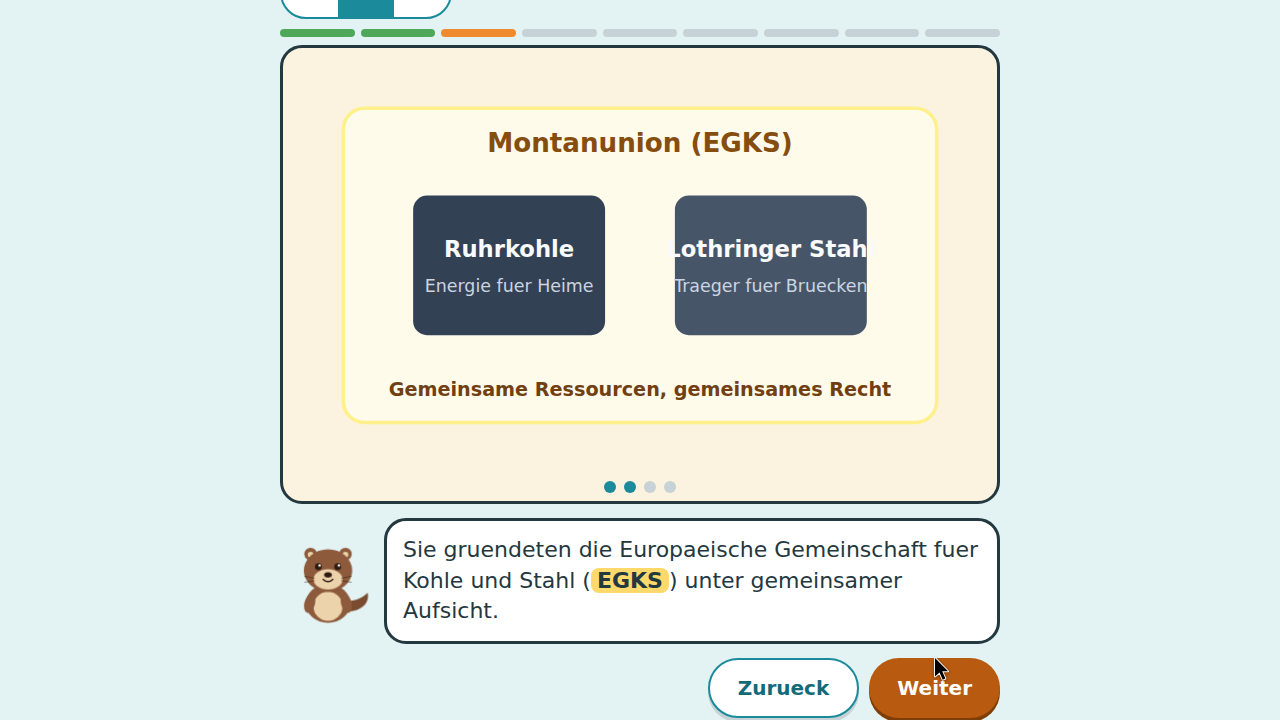 Montanunion (EGKS)
Ruhrkohle
Energie fuer Heime
Lothringer Stahl
Traeger fuer Bruecken
Gemeinsame Ressourcen, gemeinsames Recht
Sie gruendeten die Europaeische Gemeinschaft fuer
Kohle und Stahl (EGKS) unter gemeinsamer
Aufsicht.
Zurueck
Weiter